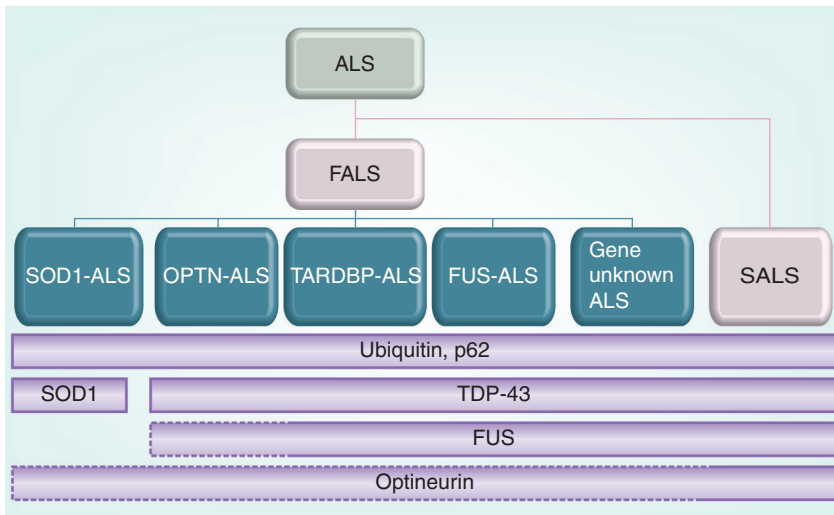 ALS
FALS
SOD1-ALS
OPTN-ALS
TARDBP-ALS
FUS-ALS
Gene
unknown
ALS
SALS
Ubiquitin, p62
SOD1
TDP-43
FUS
Optineurin